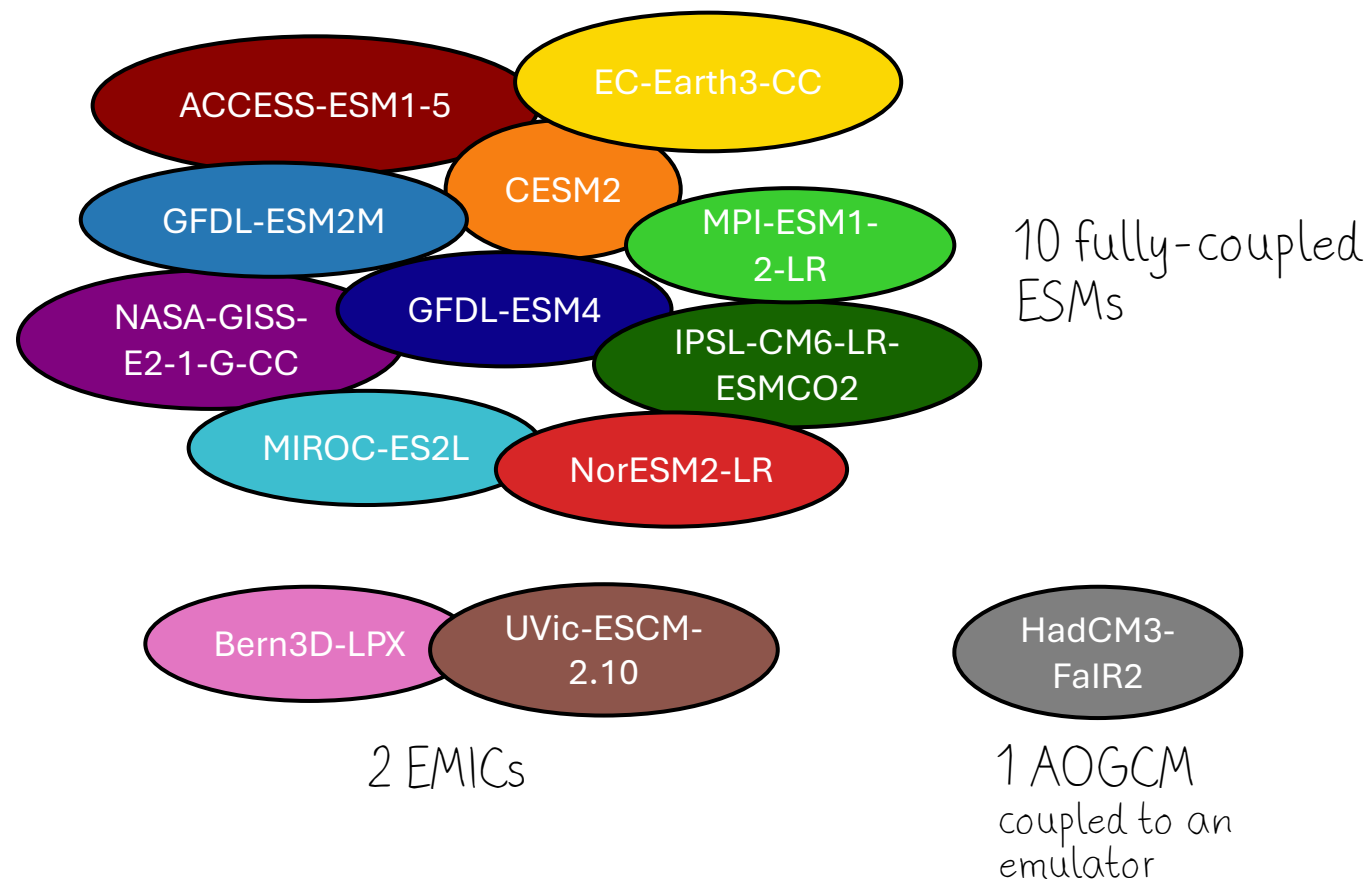 ACCESS-ESM1-5
EC-Earth3-CC
CESM2
GFDL-ESM2M
MPI-ESM1-
2-LR
10 fully-coupled
ESMs
NASA-GISS-
E2-1-G-CC
GFDL-ESM4
IPSL-CM6-LR-
ESMCO2
MIROC-ES2L
NorESM2-LR
Bern3D-LPX
UVic-ESCM-
2.10
HadCM3-
FaIR2
2 EMICs
1 AOGCM
coupled to an
emulator